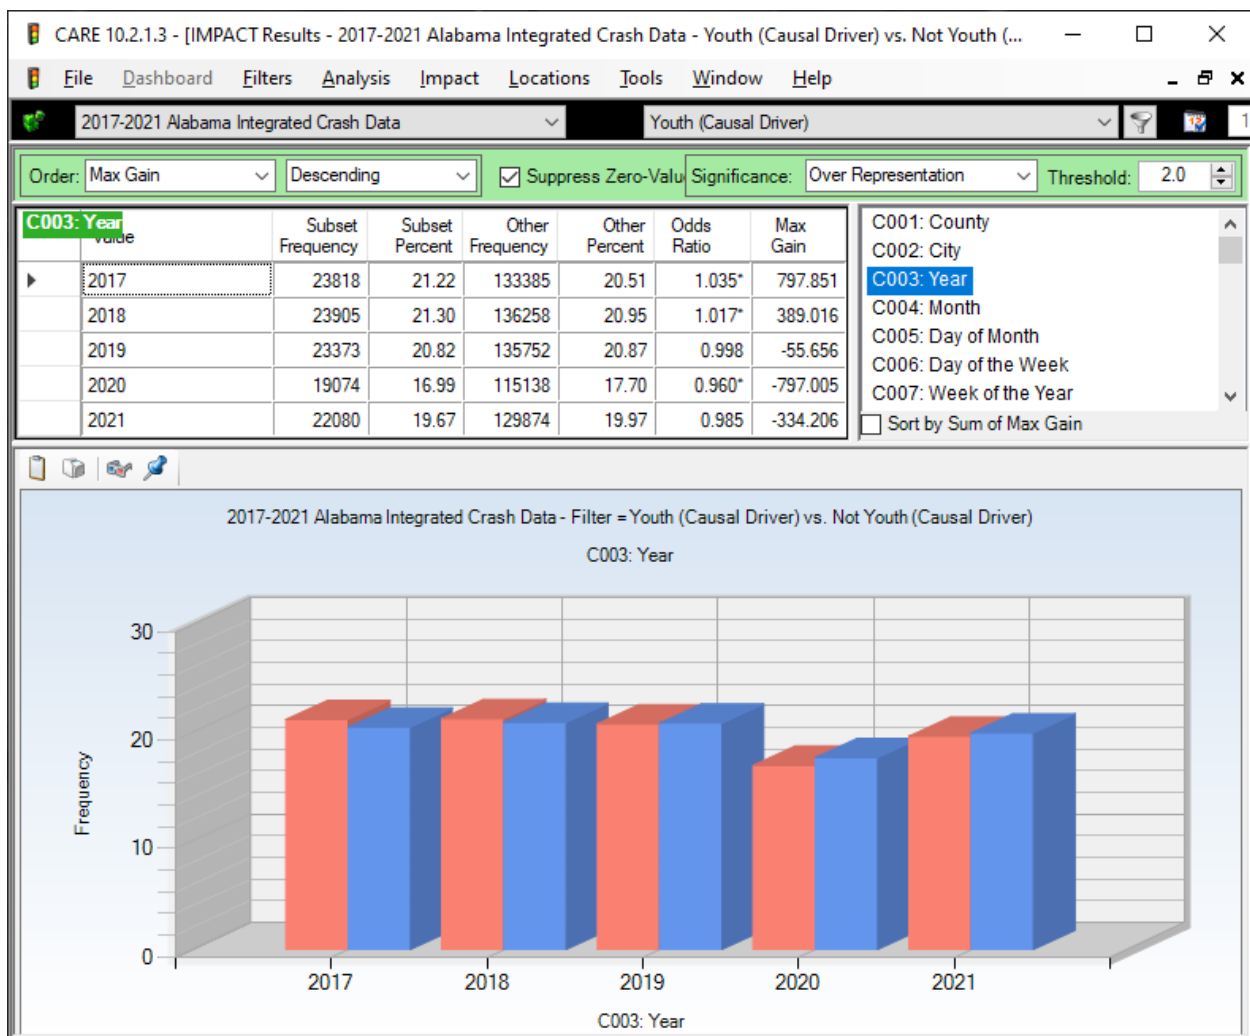 CARE 10.2.1.3 - [IMPACT Results - 2017-2021 Alabama Integrated Crash Data - Youth (Causal Driver) vs. Not Youth (...
File Dashboard Filters Analysis Impact Locations Tools Window Help
2017-2021 Alabama Integrated Crash Data Youth (Causal Driver) 1
Order: Max Gain Descending Suppress Zero-Valu Significance: Over Representation Threshold: 2.0
C003: Year
Value Subset Frequency Subset Percent Other Frequency Other Percent Odds Ratio Max Gain
2017 23818 21.22 133385 20.51 1.035* 797.851
2018 23905 21.30 136258 20.95 1.017* 389.016
2019 23373 20.82 135752 20.87 0.998 -55.656
2020 19074 16.99 115138 17.70 0.960* -797.005
2021 22080 19.67 129874 19.97 0.985 -334.206
C001: County
C002: City
C003: Year
C004: Month
C005: Day of Month
C006: Day of the Week
C007: Week of the Year
Sort by Sum of Max Gain
2017-2021 Alabama Integrated Crash Data - Filter = Youth (Causal Driver) vs. Not Youth (Causal Driver)
C003: Year
Frequency
30
20
10
0
2017 2018 2019 2020 2021
C003: Year